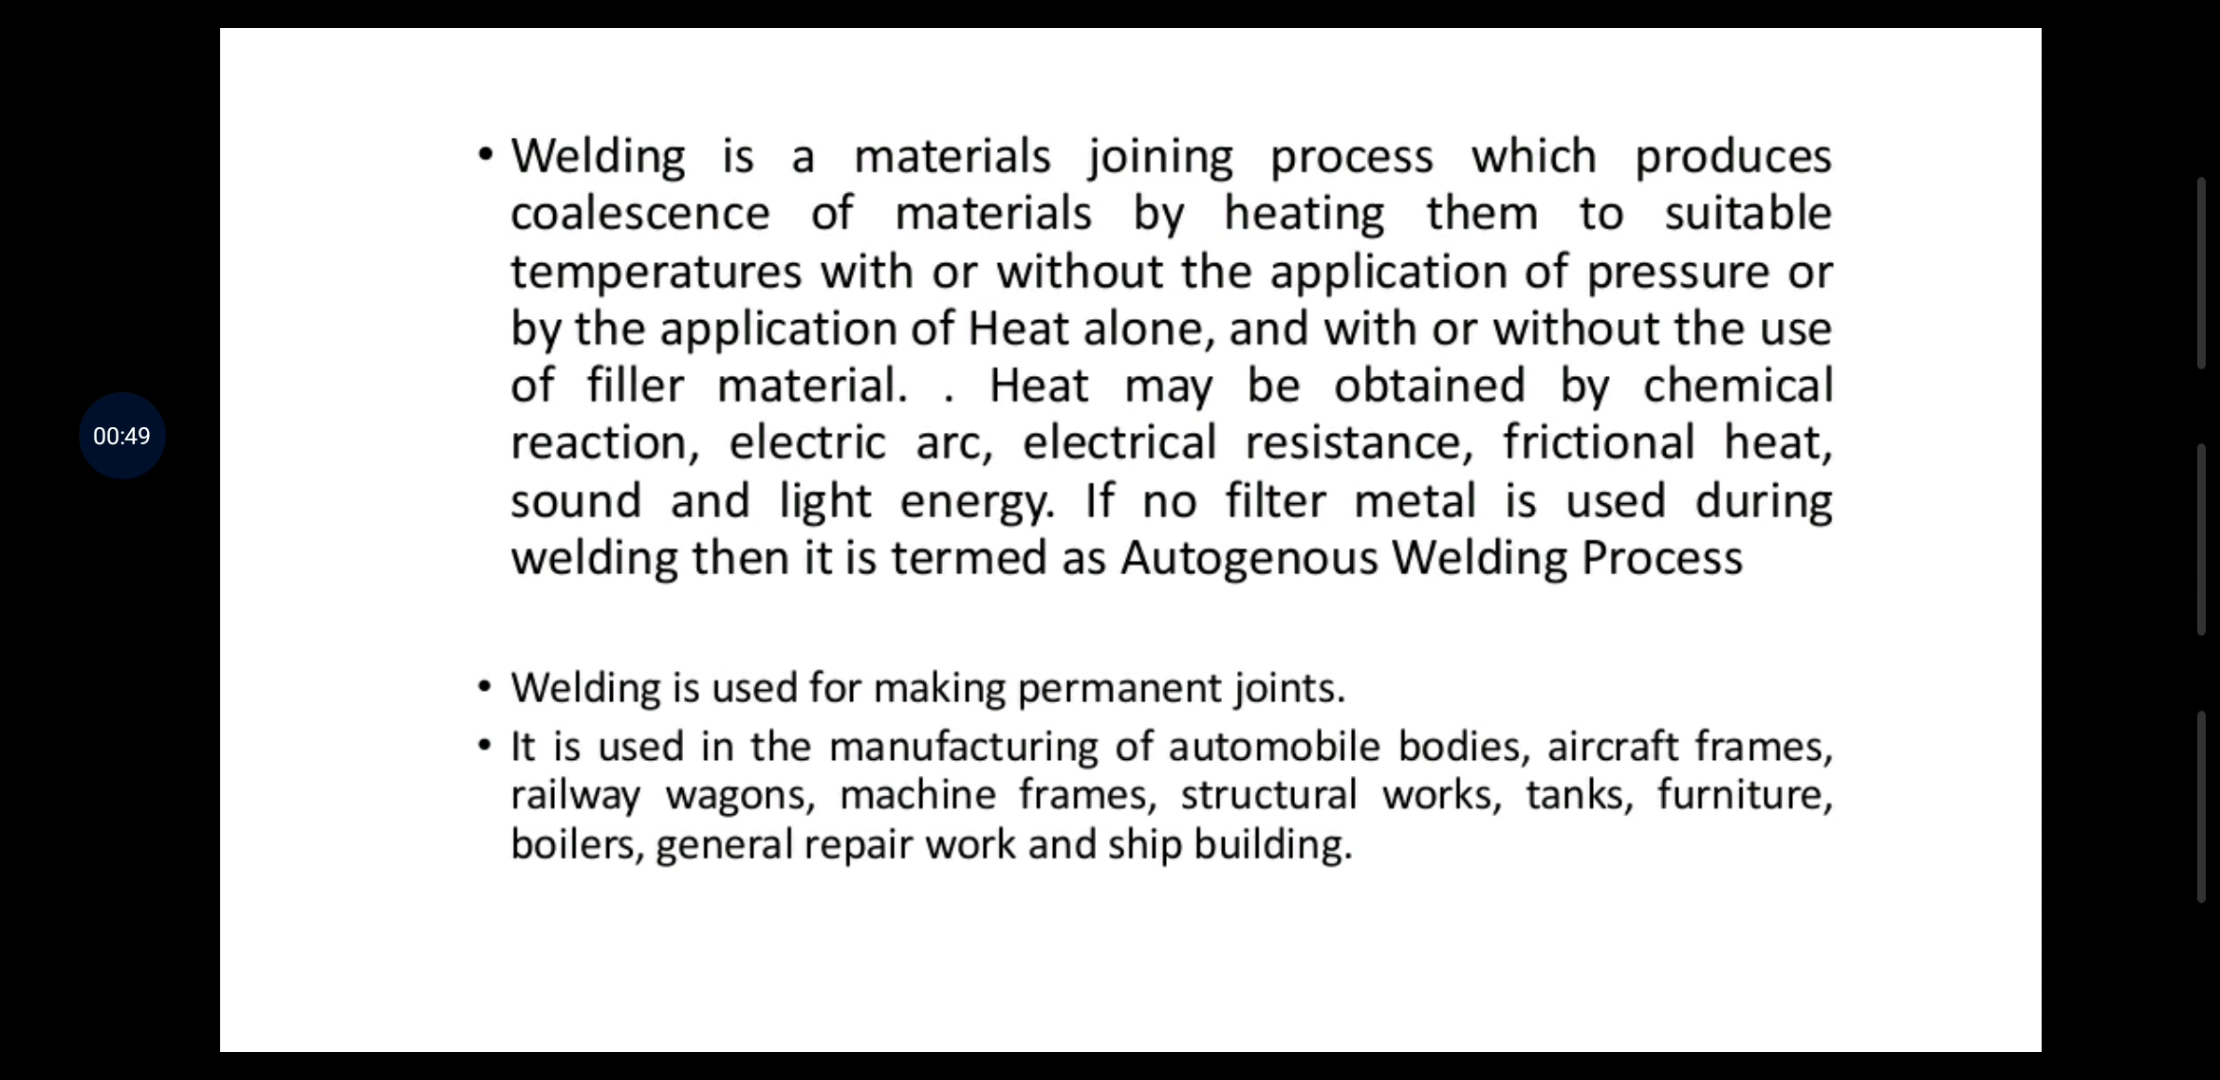 • Welding is a materials joining process which produces
coalescence of materials by heating them to suitable
temperatures with or without the application of pressure or
by the application of Heat alone, and with or without the use
of filler material. . Heat may be obtained by chemical
reaction, electric arc, electrical resistance, frictional heat,
sound and light energy. If no filter metal is used during
welding then it is termed as Autogenous Welding Process
• Welding is used for making permanent joints.
• It is used in the manufacturing of automobile bodies, aircraft frames,
railway wagons, machine frames, structural works, tanks, furniture,
boilers, general repair work and ship building.
00:49